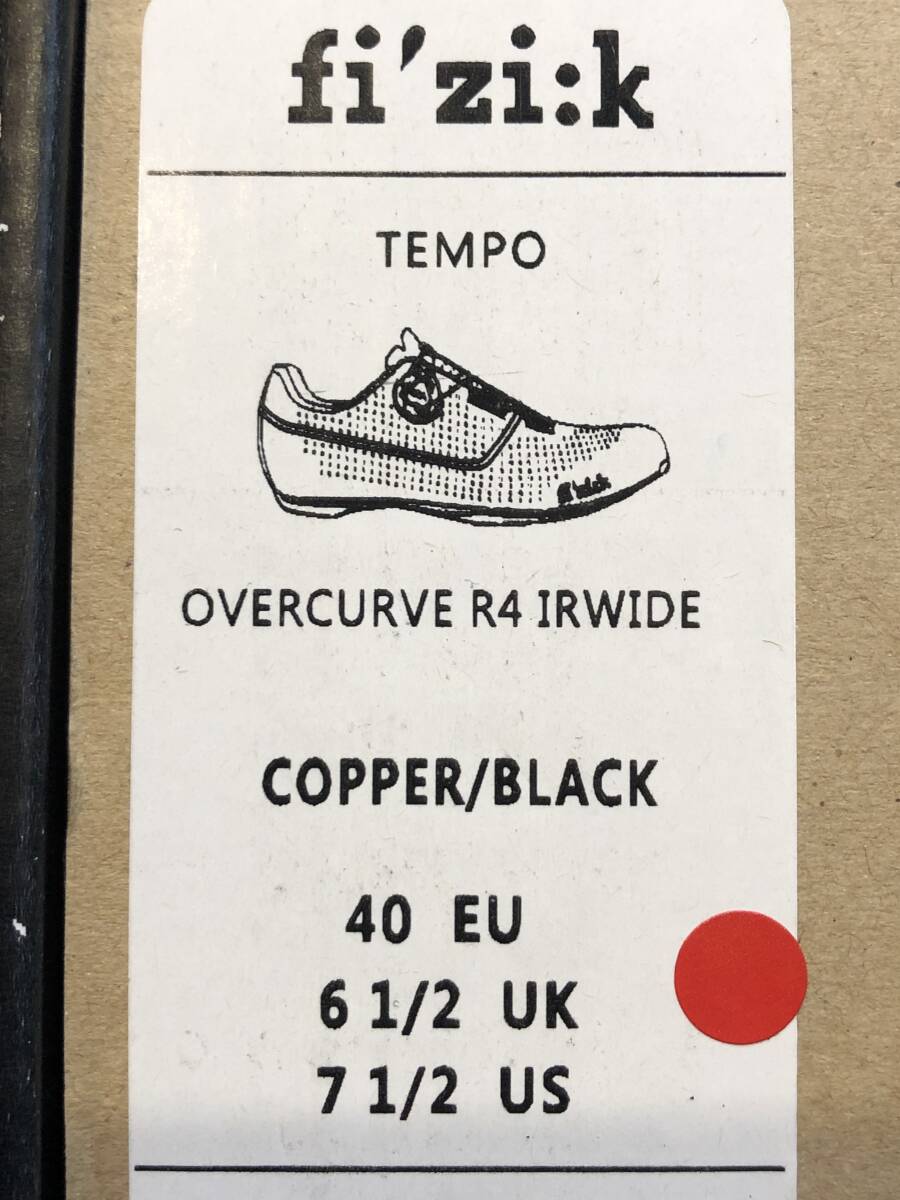 fi'zi:k
TEMPO
OVERCURVE R4 IRWIDE
COPPER/BLACK
40 EU
6 1/2 UK
7 1/2 US